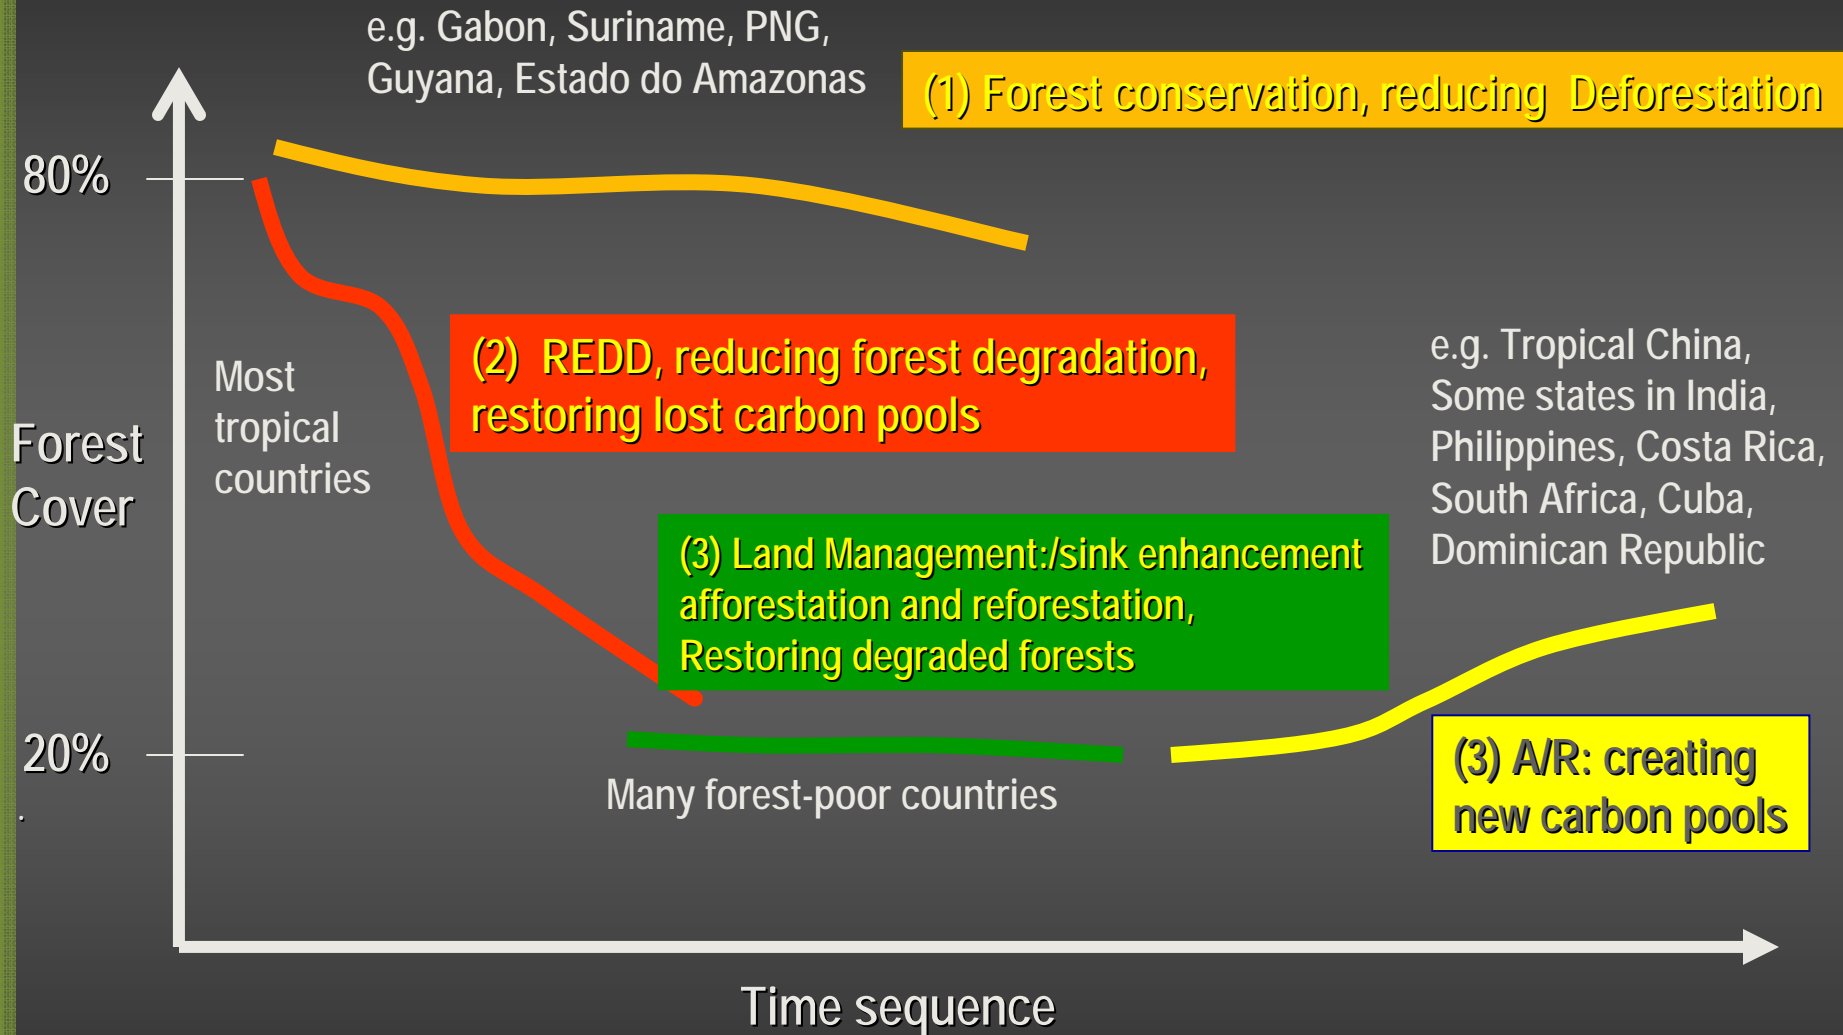 e.g. Gabon, Suriname, PNG,
Guyana, Estado do Amazonas
(1) Forest conservation, reducing Deforestation
80%
(2) REDD, reducing forest degradation,
restoring lost carbon pools
Most
tropical
countries
e.g. Tropical China,
Some states in India,
Philippines, Costa Rica,
South Africa, Cuba,
Dominican Republic
Forest
Cover
(3) Land Management:/sink enhancement
afforestation and reforestation,
Restoring degraded forests
20%
.
Many forest-poor countries
(3) A/R: creating
new carbon pools
Time sequence